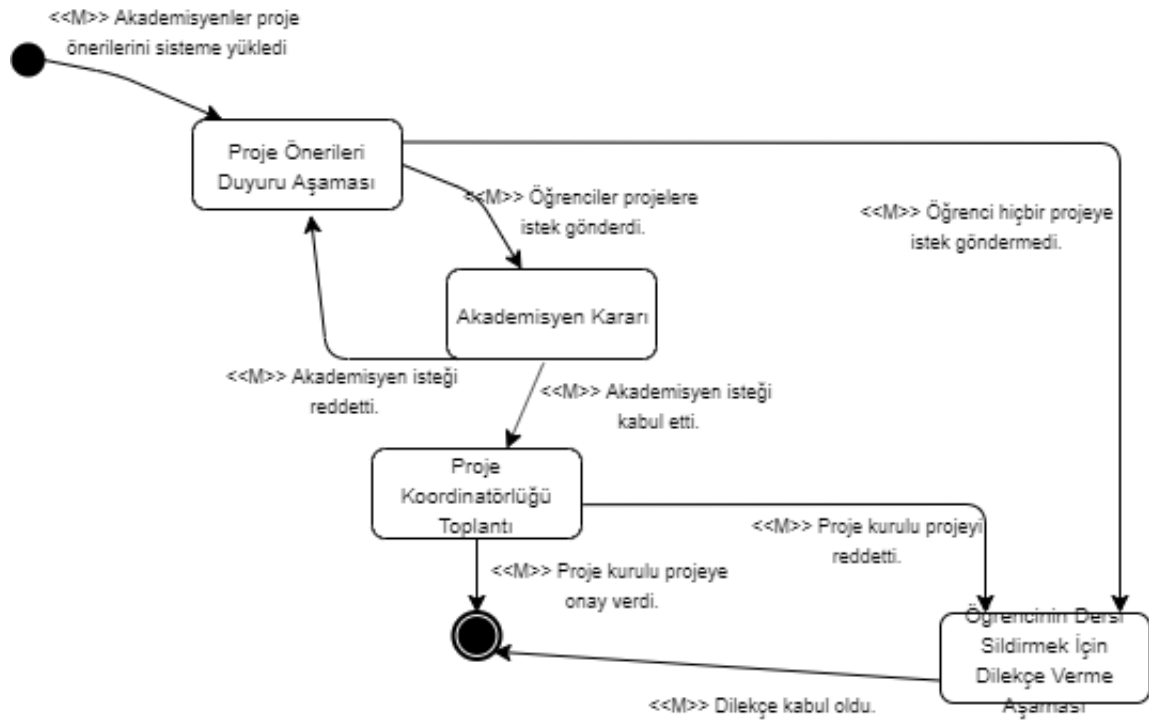 <<M>> Akademisyenler proje
önerilerini sisteme yükledi
Proje Önerileri
Duyuru Aşaması
<<M>> Öğrenciler projelere
istek gönderdi.
<<M>> Öğrenci hiçbir projeye
istek göndermedi.
Akademisyen Kararı
<<M>> Akademisyen isteği
reddetti.
<<M>> Akademisyen isteği
kabul etti.
Proje
Koordinatörlüğü
Toplantı
<<M>> Proje kurulu projeyi
reddetti.
<<M>> Proje kurulu projeye
onay verdi.
Öğrencinin Dersi
Sildirmek İçin
Dilekçe Verme
Aşaması
<<M>> Dilekçe kabul oldu.